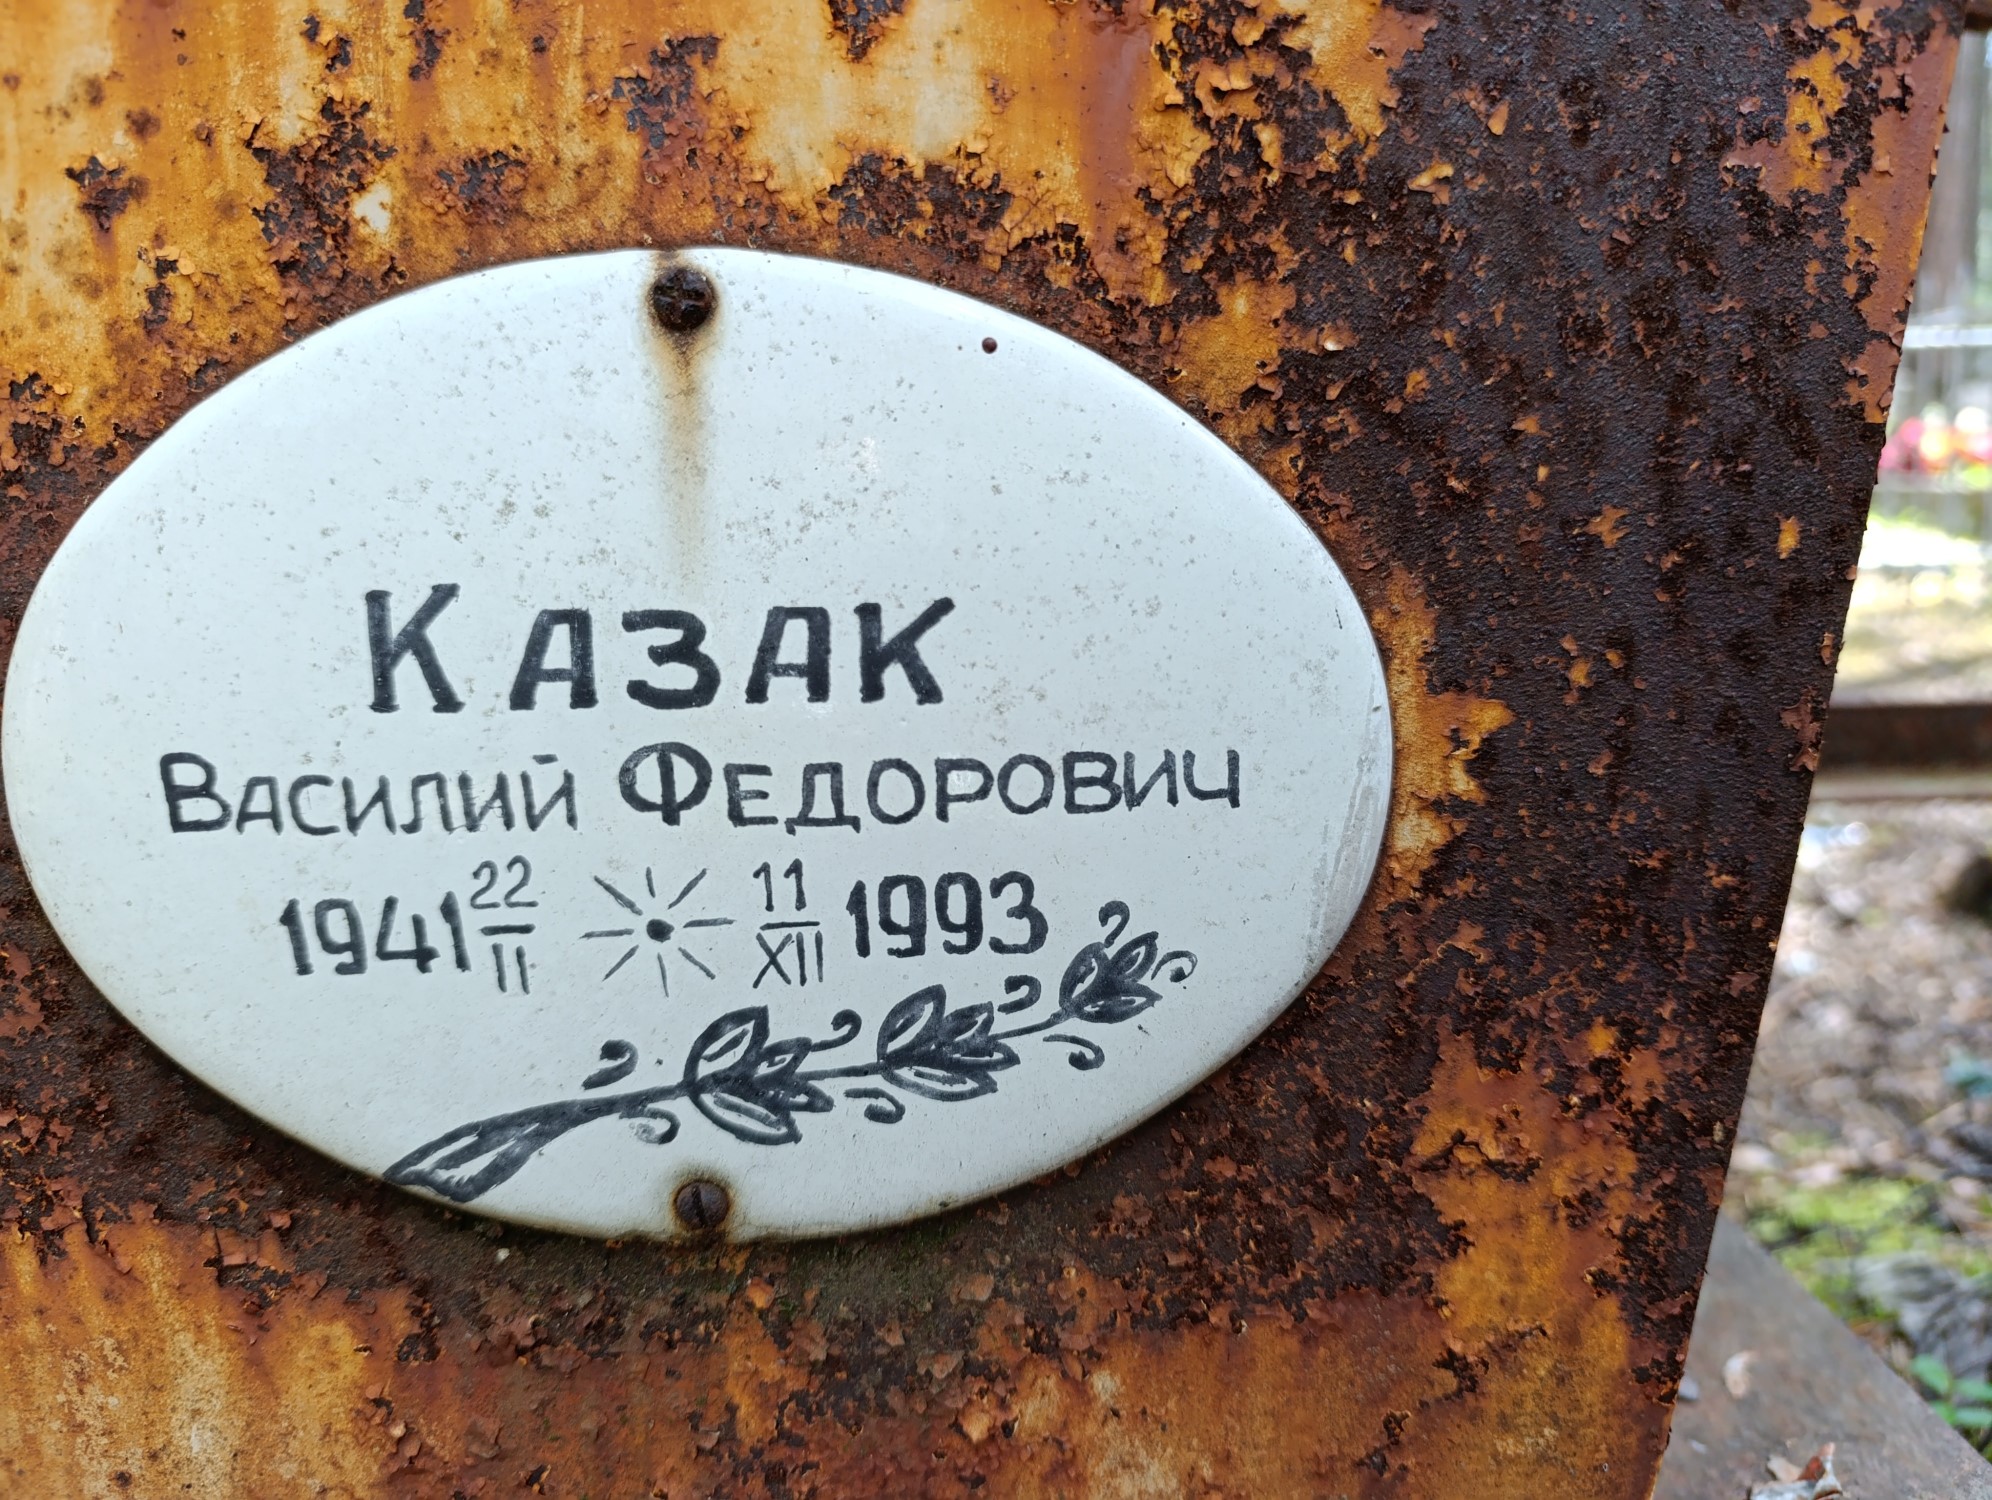 КАЗАК
ВАСИЛИЙ ФЕДОРОВИЧ
1941 22/II 11/XII 1993